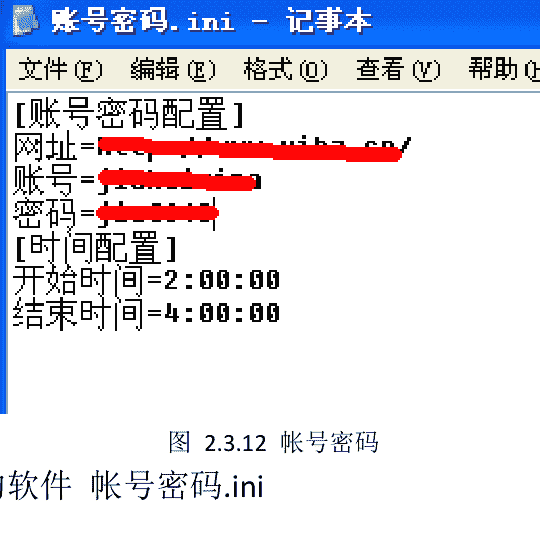 账号密码.ini - 记事本
文件(F) 编辑(E) 格式(O) 查看(V) 帮助(H
[账号密码配置]
网址=
账号=
密码=
[时间配置]
开始时间=2:00:00
结束时间=4:00:00
图 2.3.12 帐号密码
软件 帐号密码.ini